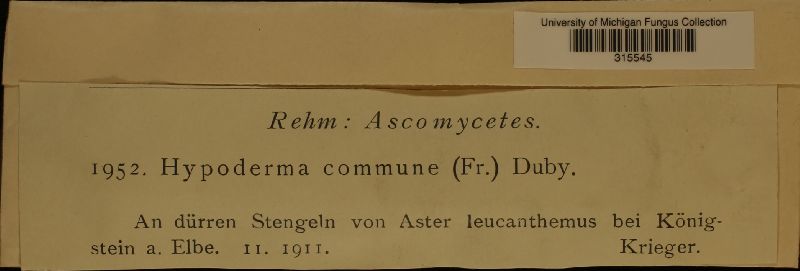 University of Michigan Fungus Collection
315545
Rehm: Ascomycetes.
1952. Hypoderma commune (Fr.) Duby.
An dürren Stengeln von Aster leucanthemus bei König-
stein a. Elbe. 11. 1911. Krieger.